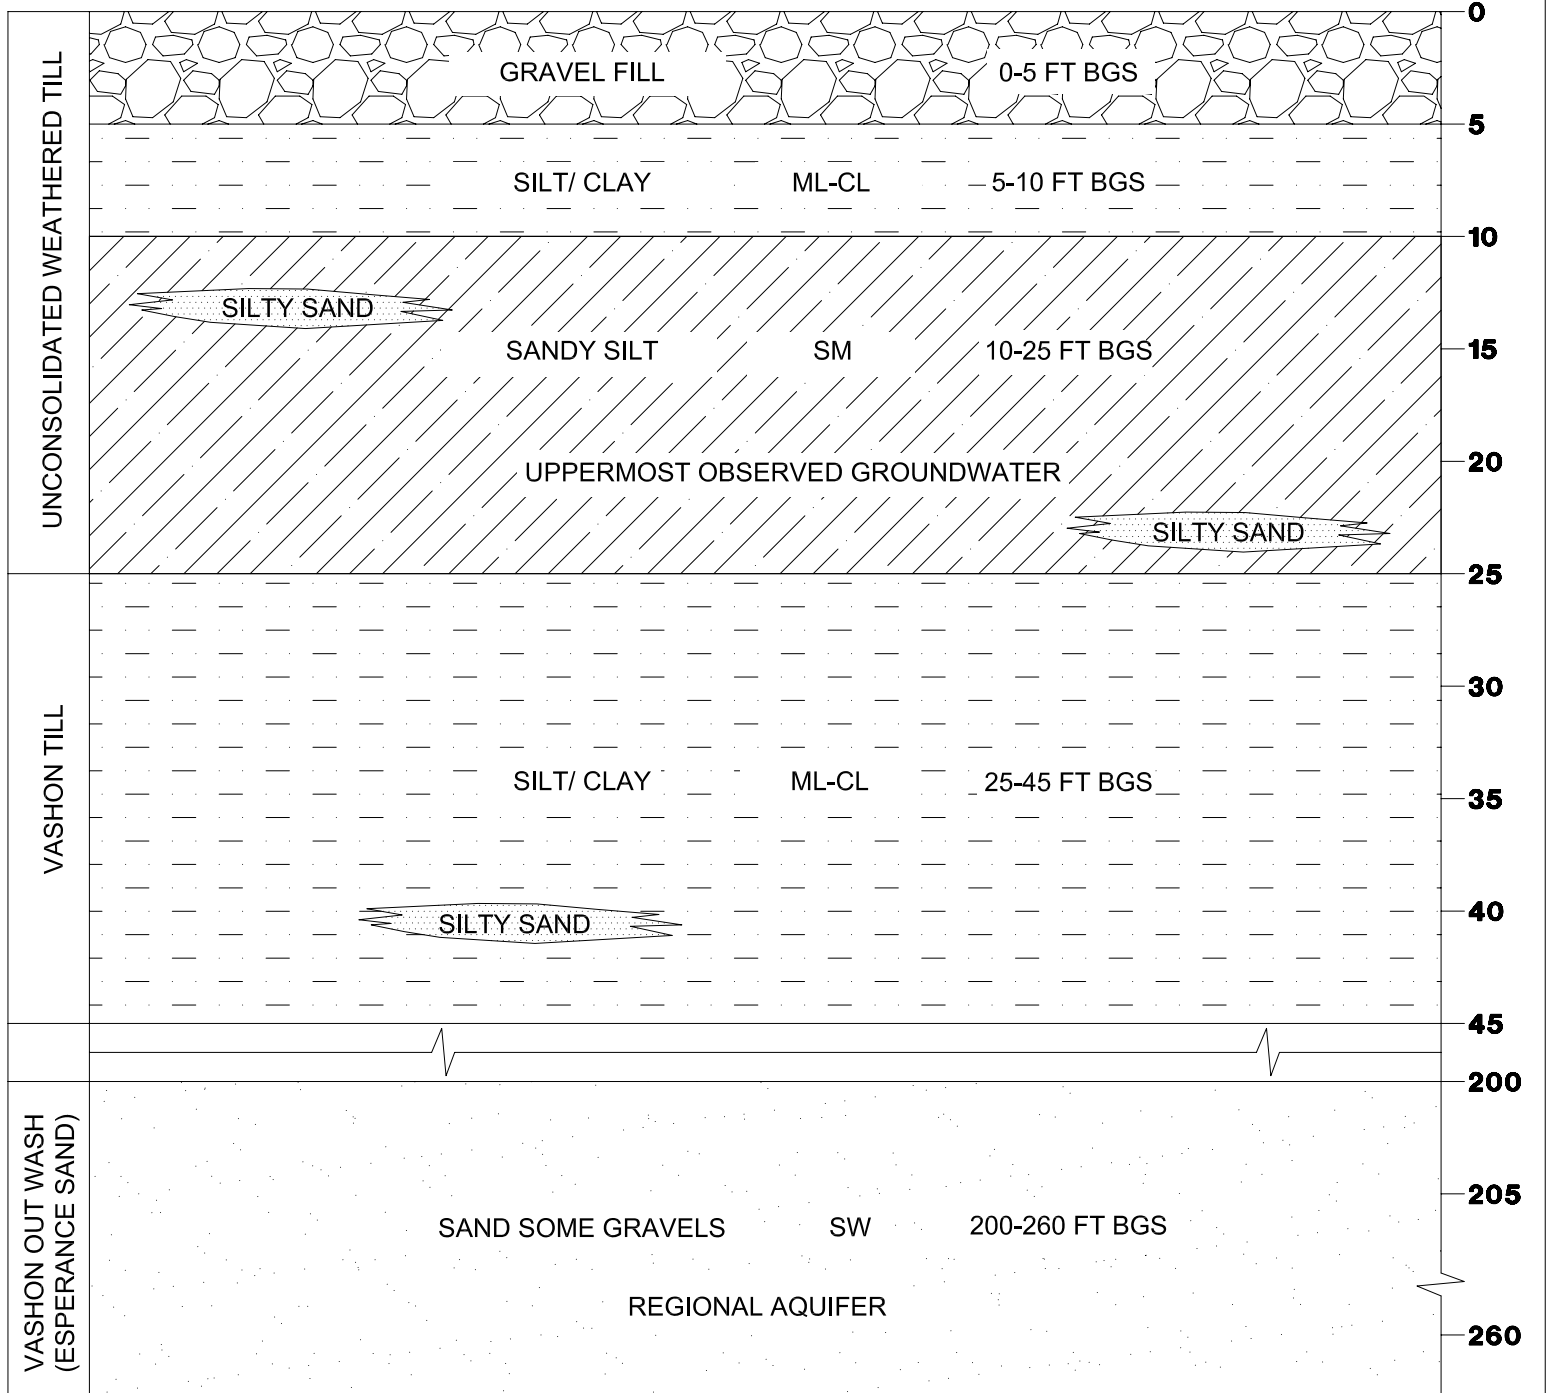 UNCONSOLIDATED WEATHERED TILL
GRAVEL FILL 0-5 FT BGS
SILT/ CLAY ML-CL 5-10 FT BGS
SILTY SAND
SANDY SILT SM 10-25 FT BGS
UPPERMOST OBSERVED GROUNDWATER
SILTY SAND
VASHON TILL
SILT/ CLAY ML-CL 25-45 FT BGS
SILTY SAND
VASHON OUT WASH
(ESPERANCE SAND)
SAND SOME GRAVELS SW 200-260 FT BGS
REGIONAL AQUIFER
0
5
10
15
20
25
30
35
40
45
200
205
260